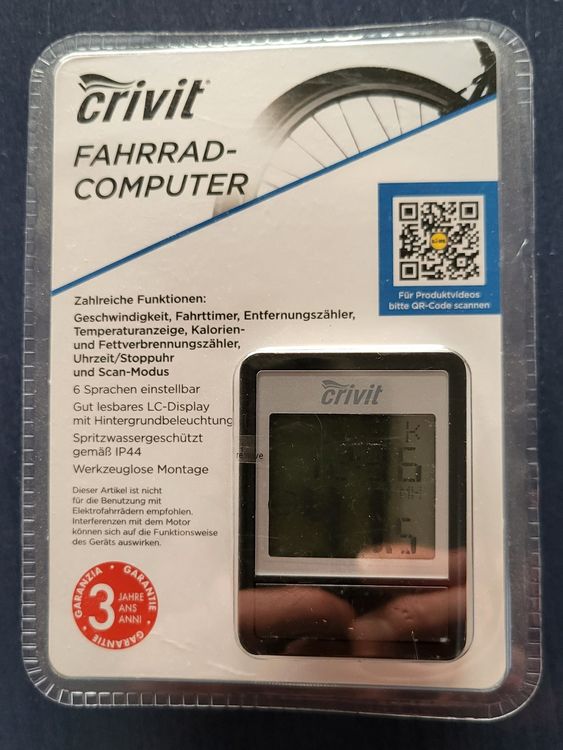 crivit
FAHRRAD-
COMPUTER
Für Produktvideos
bitte QR-Code scannen
Zahlreiche Funktionen:
Geschwindigkeit, Fahrttimer, Entfernungszähler,
Temperaturanzeige, Kalorien-
und Fettverbrennungszähler,
Uhrzeit/Stoppuhr
und Scan-Modus
6 Sprachen einstellbar
Gut lesbares LC-Display
mit Hintergrundbeleuchtung
Spritzwassergeschützt
gemäß IP44
Werkzeuglose Montage
Dieser Artikel ist nicht
für die Benutzung mit
Elektrofahrrädern empfohlen.
Interferenzen mit dem Motor
können sich auf die Funktionsweise
des Geräts auswirken.
GARANZIA • GARANTIE
3 JAHRE
ANS
ANNI
GARANTIE
crivit